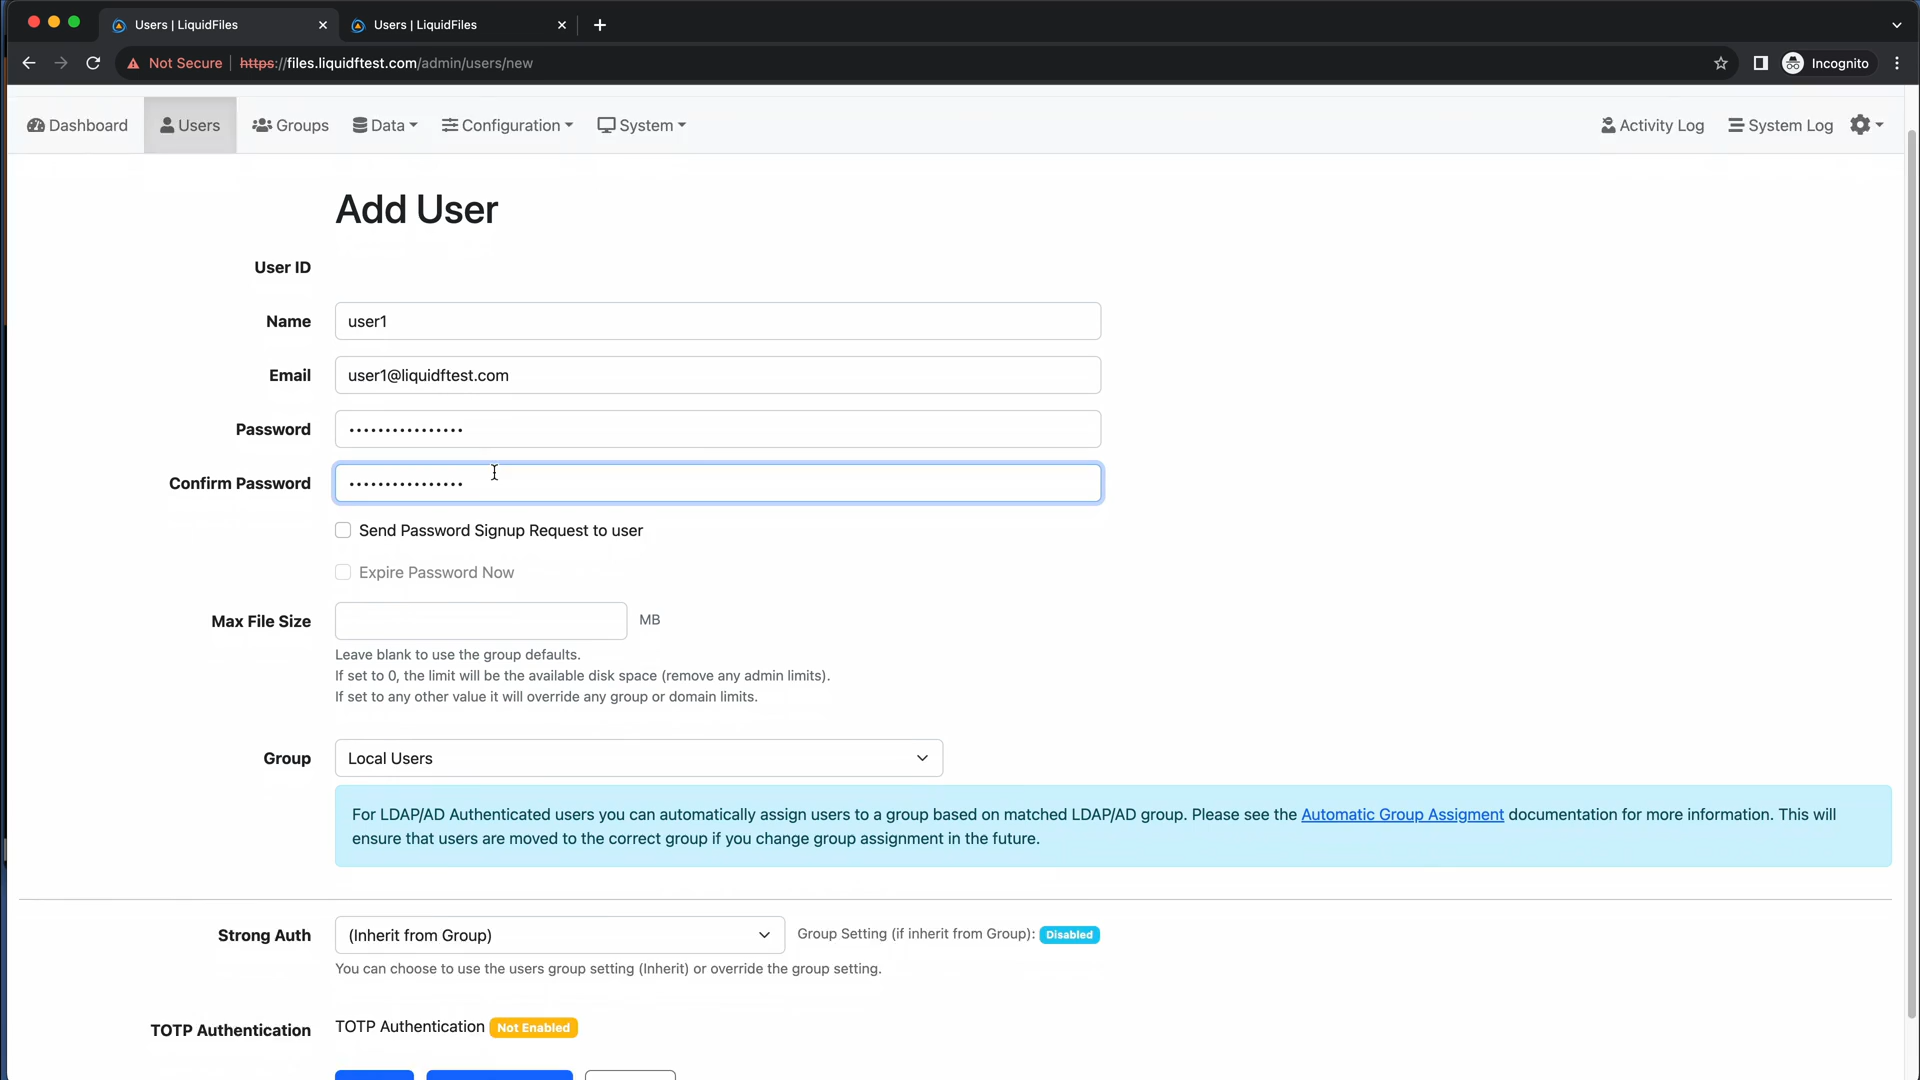 Users | LiquidFiles
Users | LiquidFiles
Not Secure https://files.liquidftest.com/admin/users/new
Incognito
Dashboard Users Groups Data Configuration System Activity Log System Log
Add User
User ID
Name user1
Email user1@liquidftest.com
Password ••••••••••••••••
Confirm Password ••••••••••••••••
Send Password Signup Request to user
Expire Password Now
Max File Size MB
Leave blank to use the group defaults.
If set to 0, the limit will be the available disk space (remove any admin limits).
If set to any other value it will override any group or domain limits.
Group Local Users
For LDAP/AD Authenticated users you can automatically assign users to a group based on matched LDAP/AD group. Please see the Automatic Group Assigment documentation for more information. This will
ensure that users are moved to the correct group if you change group assignment in the future.
Strong Auth (Inherit from Group) Group Setting (if inherit from Group): Disabled
You can choose to use the users group setting (Inherit) or override the group setting.
TOTP Authentication TOTP Authentication Not Enabled